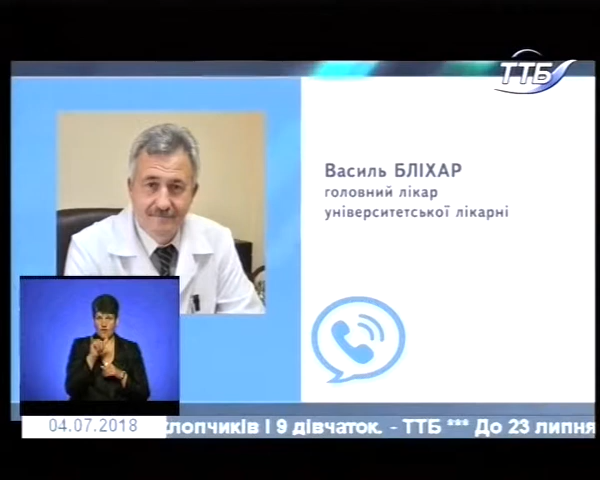 ТТБ
Василь БЛІХАР
головний лікар
університетської лікарні
04.07.2018
хлопчиків І 9 дівчаток. - ТТБ *** До 23 липня